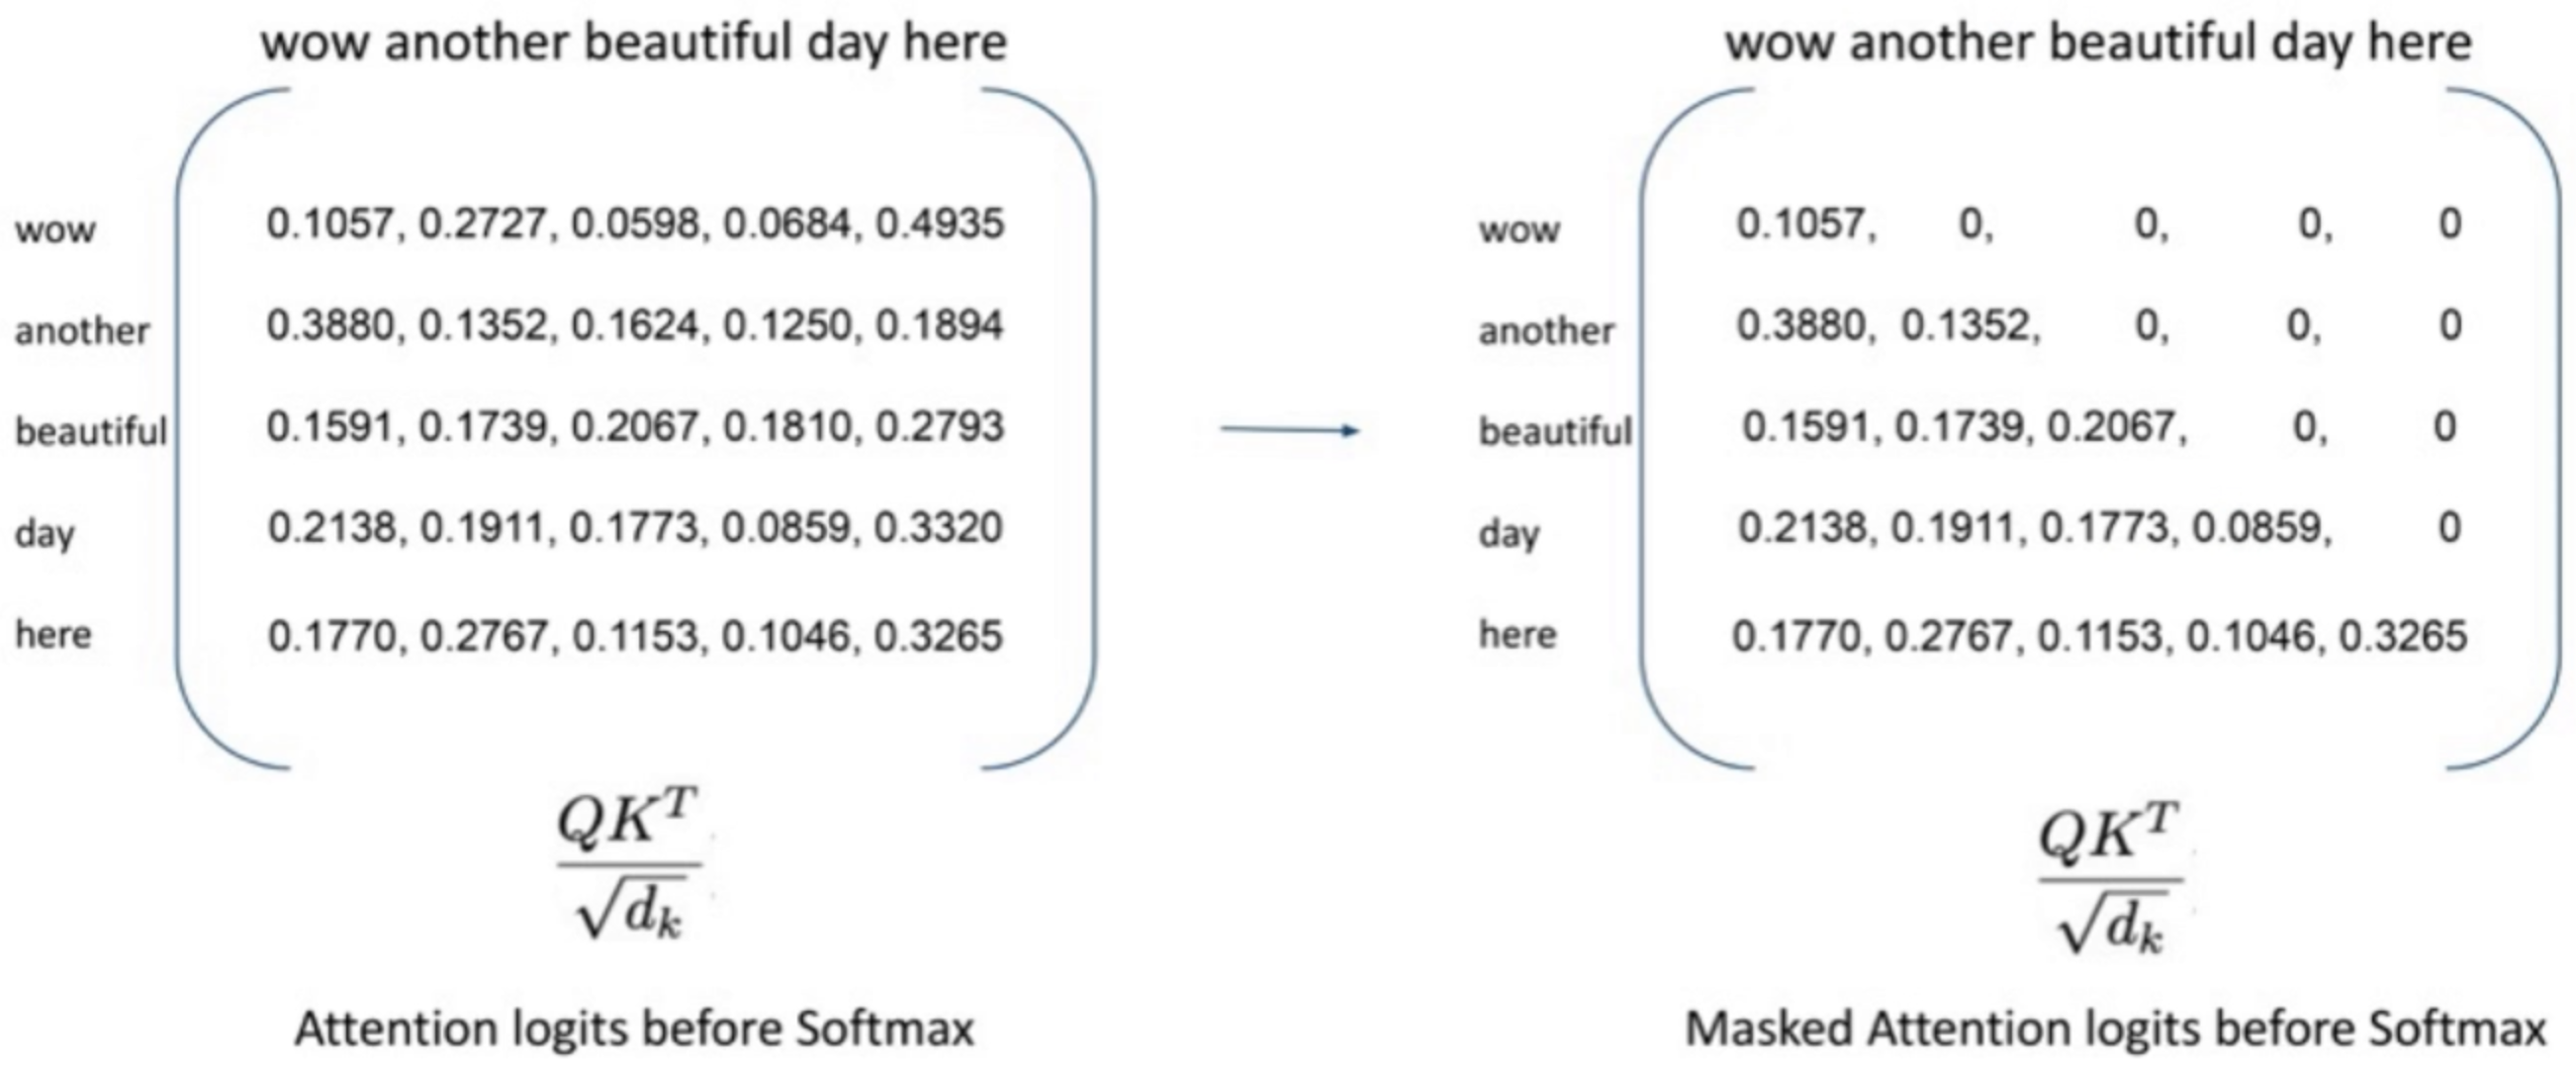 wow another beautiful day here
wow 0.1057, 0.2727, 0.0598, 0.0684, 0.4935
another 0.3880, 0.1352, 0.1624, 0.1250, 0.1894
beautiful 0.1591, 0.1739, 0.2067, 0.1810, 0.2793
day 0.2138, 0.1911, 0.1773, 0.0859, 0.3320
here 0.1770, 0.2767, 0.1153, 0.1046, 0.3265
QK^T
√d_k
Attention logits before Softmax
wow another beautiful day here
wow 0.1057, 0, 0, 0, 0
another 0.3880, 0.1352, 0, 0, 0
beautiful 0.1591, 0.1739, 0.2067, 0, 0
day 0.2138, 0.1911, 0.1773, 0.0859, 0
here 0.1770, 0.2767, 0.1153, 0.1046, 0.3265
QK^T
√d_k
Masked Attention logits before Softmax